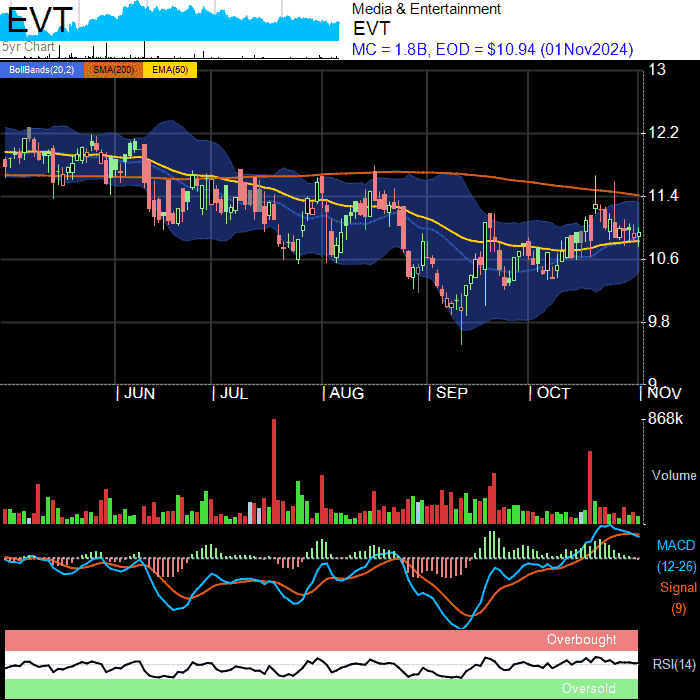 EVT
5yr Chart
Media & Entertainment
EVT
MC = 1.8B, EOD = $10.94 (01Nov2024)
BollBands(20,2) SMA(200) EMA(50)
13
12.2
11.4
10.6
9.8
9
JUN JUL AUG SEP OCT NOV
868k
Volume
MACD
(12-26)
Signal
(9)
Overbought
RSI(14)
Oversold